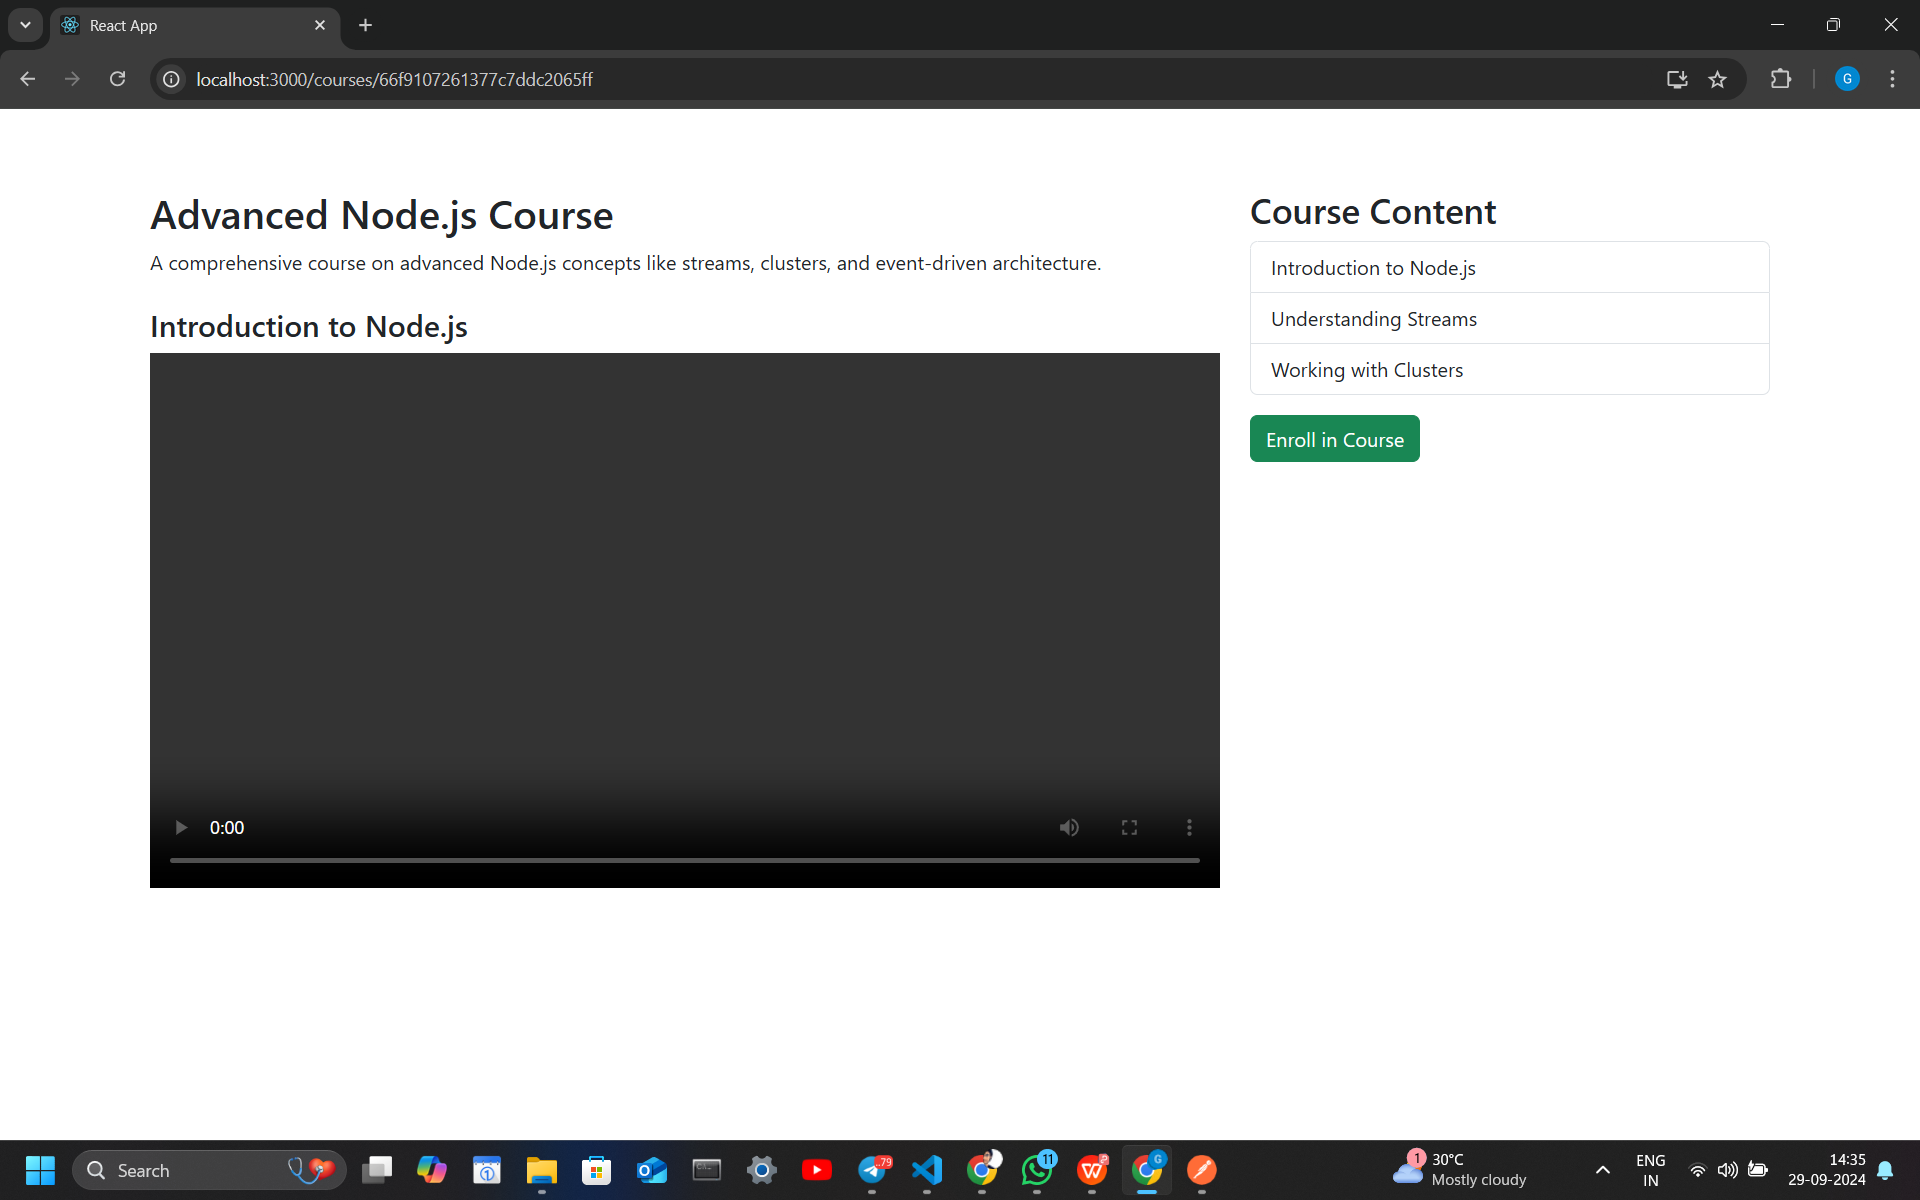 React App
localhost:3000/courses/66f9107261377c7ddc2065ff
G
Advanced Node.js Course
A comprehensive course on advanced Node.js concepts like streams, clusters, and event-driven architecture.
Introduction to Node.js
0:00
Course Content
Introduction to Node.js
Understanding Streams
Working with Clusters
Enroll in Course
Search
79
11
G
1
30°C
Mostly cloudy
ENG
IN
14:35
29-09-2024